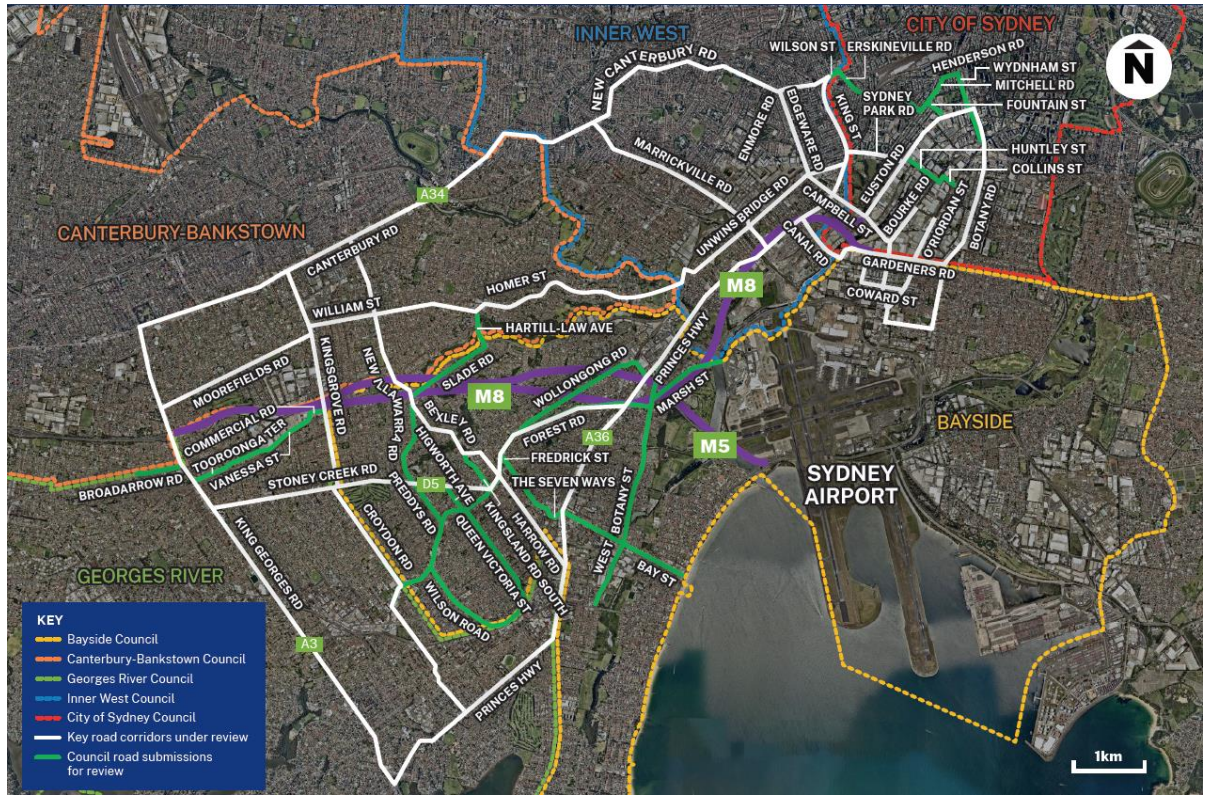 INNER WEST
CITY OF SYDNEY
N
WILSON ST
ERSKINEVILLE RD
HENDERSON RD
WYDNHAM ST
MITCHELL RD
FOUNTAIN ST
NEW CANTERBURY RD
ENMORE RD
EDGEWARE RD
KING ST
SYDNEY
PARK RD
HUNTLEY ST
COLLINS ST
MARRICKVILLE RD
EUSTON RD
BOURKE RD
O'RIORDAN ST
BOTANY RD
A34
CANTERBURY-BANKSTOWN
CANTERBURY RD
UNWINS BRIDGE RD
CAMPBELL ST
CANAL RD
GARDENERS RD
COWARD ST
HOMER ST
WILLIAM ST
M8
HARTILL-LAW AVE
PRINCES HWY
MOOREFIELDS RD
KINGSGROVE RD
NEW ILLAWARRA RD
SLADE RD
M8
WOLLONGONG RD
MARSH ST
BEXLEY RD
COMMERCIAL RD
TOOROONGA TER
VANESSA ST
BROADARROW RD
STONEY CREEK RD
HIGWORTH AVE
FOREST RD
A36
M5
BAYSIDE
FREDRICK ST
THE SEVEN WAYS
SYDNEY
AIRPORT
D5
PREDDYS RD
CROYDON RD
QUEEN VICTORIA ST
KINGSLAND RD SOUTH
HARROW RD
WEST BOTANY ST
BAY ST
KING GEORGES RD
GEORGES RIVER
WILSON ROAD
A3
PRINCES HWY
KEY
Bayside Council
Canterbury-Bankstown Council
Georges River Council
Inner West Council
City of Sydney Council
Key road corridors under review
Council road submissions
for review
1km